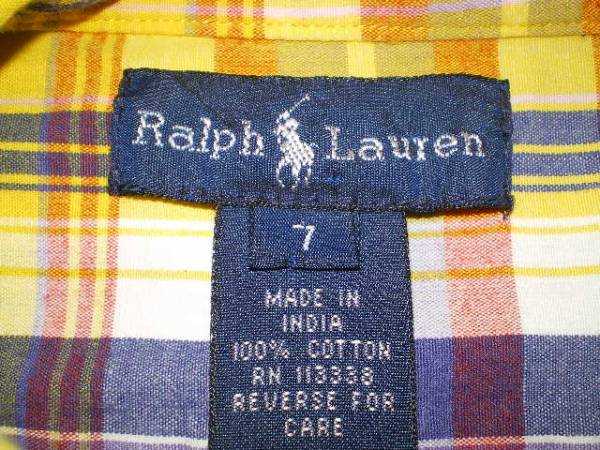 Ralph Lauren
7
MADE IN
INDIA
100% COTTON
RN 113338
REVERSE FOR
CARE